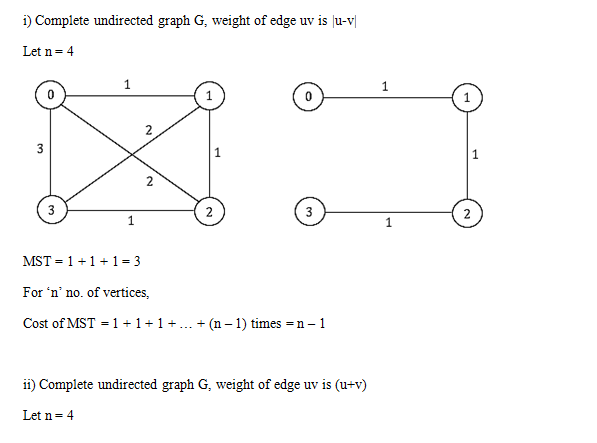 i) Complete undirected graph G, weight of edge uv is |u-v|
Let n = 4
0 1 1
3 2 2 1
3 1 2
0 1 1
1
3 1 2
MST = 1 + 1 + 1 = 3
For ‘n’ no. of vertices,
Cost of MST = 1 + 1 + 1 + … + (n – 1) times = n – 1
ii) Complete undirected graph G, weight of edge uv is (u+v)
Let n = 4